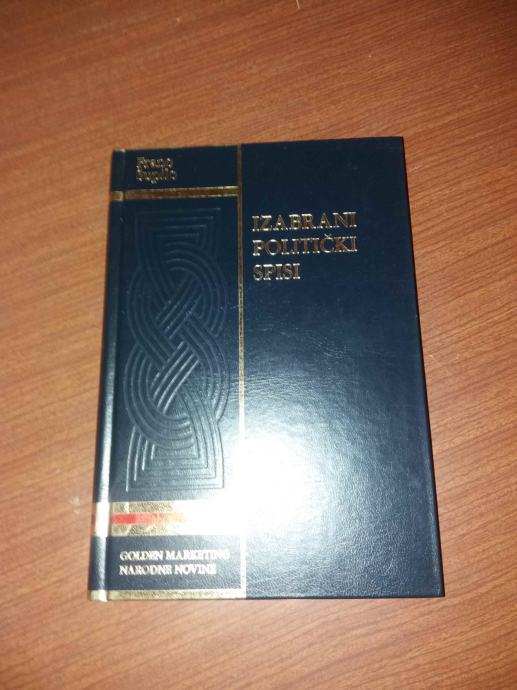 Frano
Supilo
IZABRANI
POLITIČKI
SPISI
GOLDEN MARKETING
NARODNE NOVINE